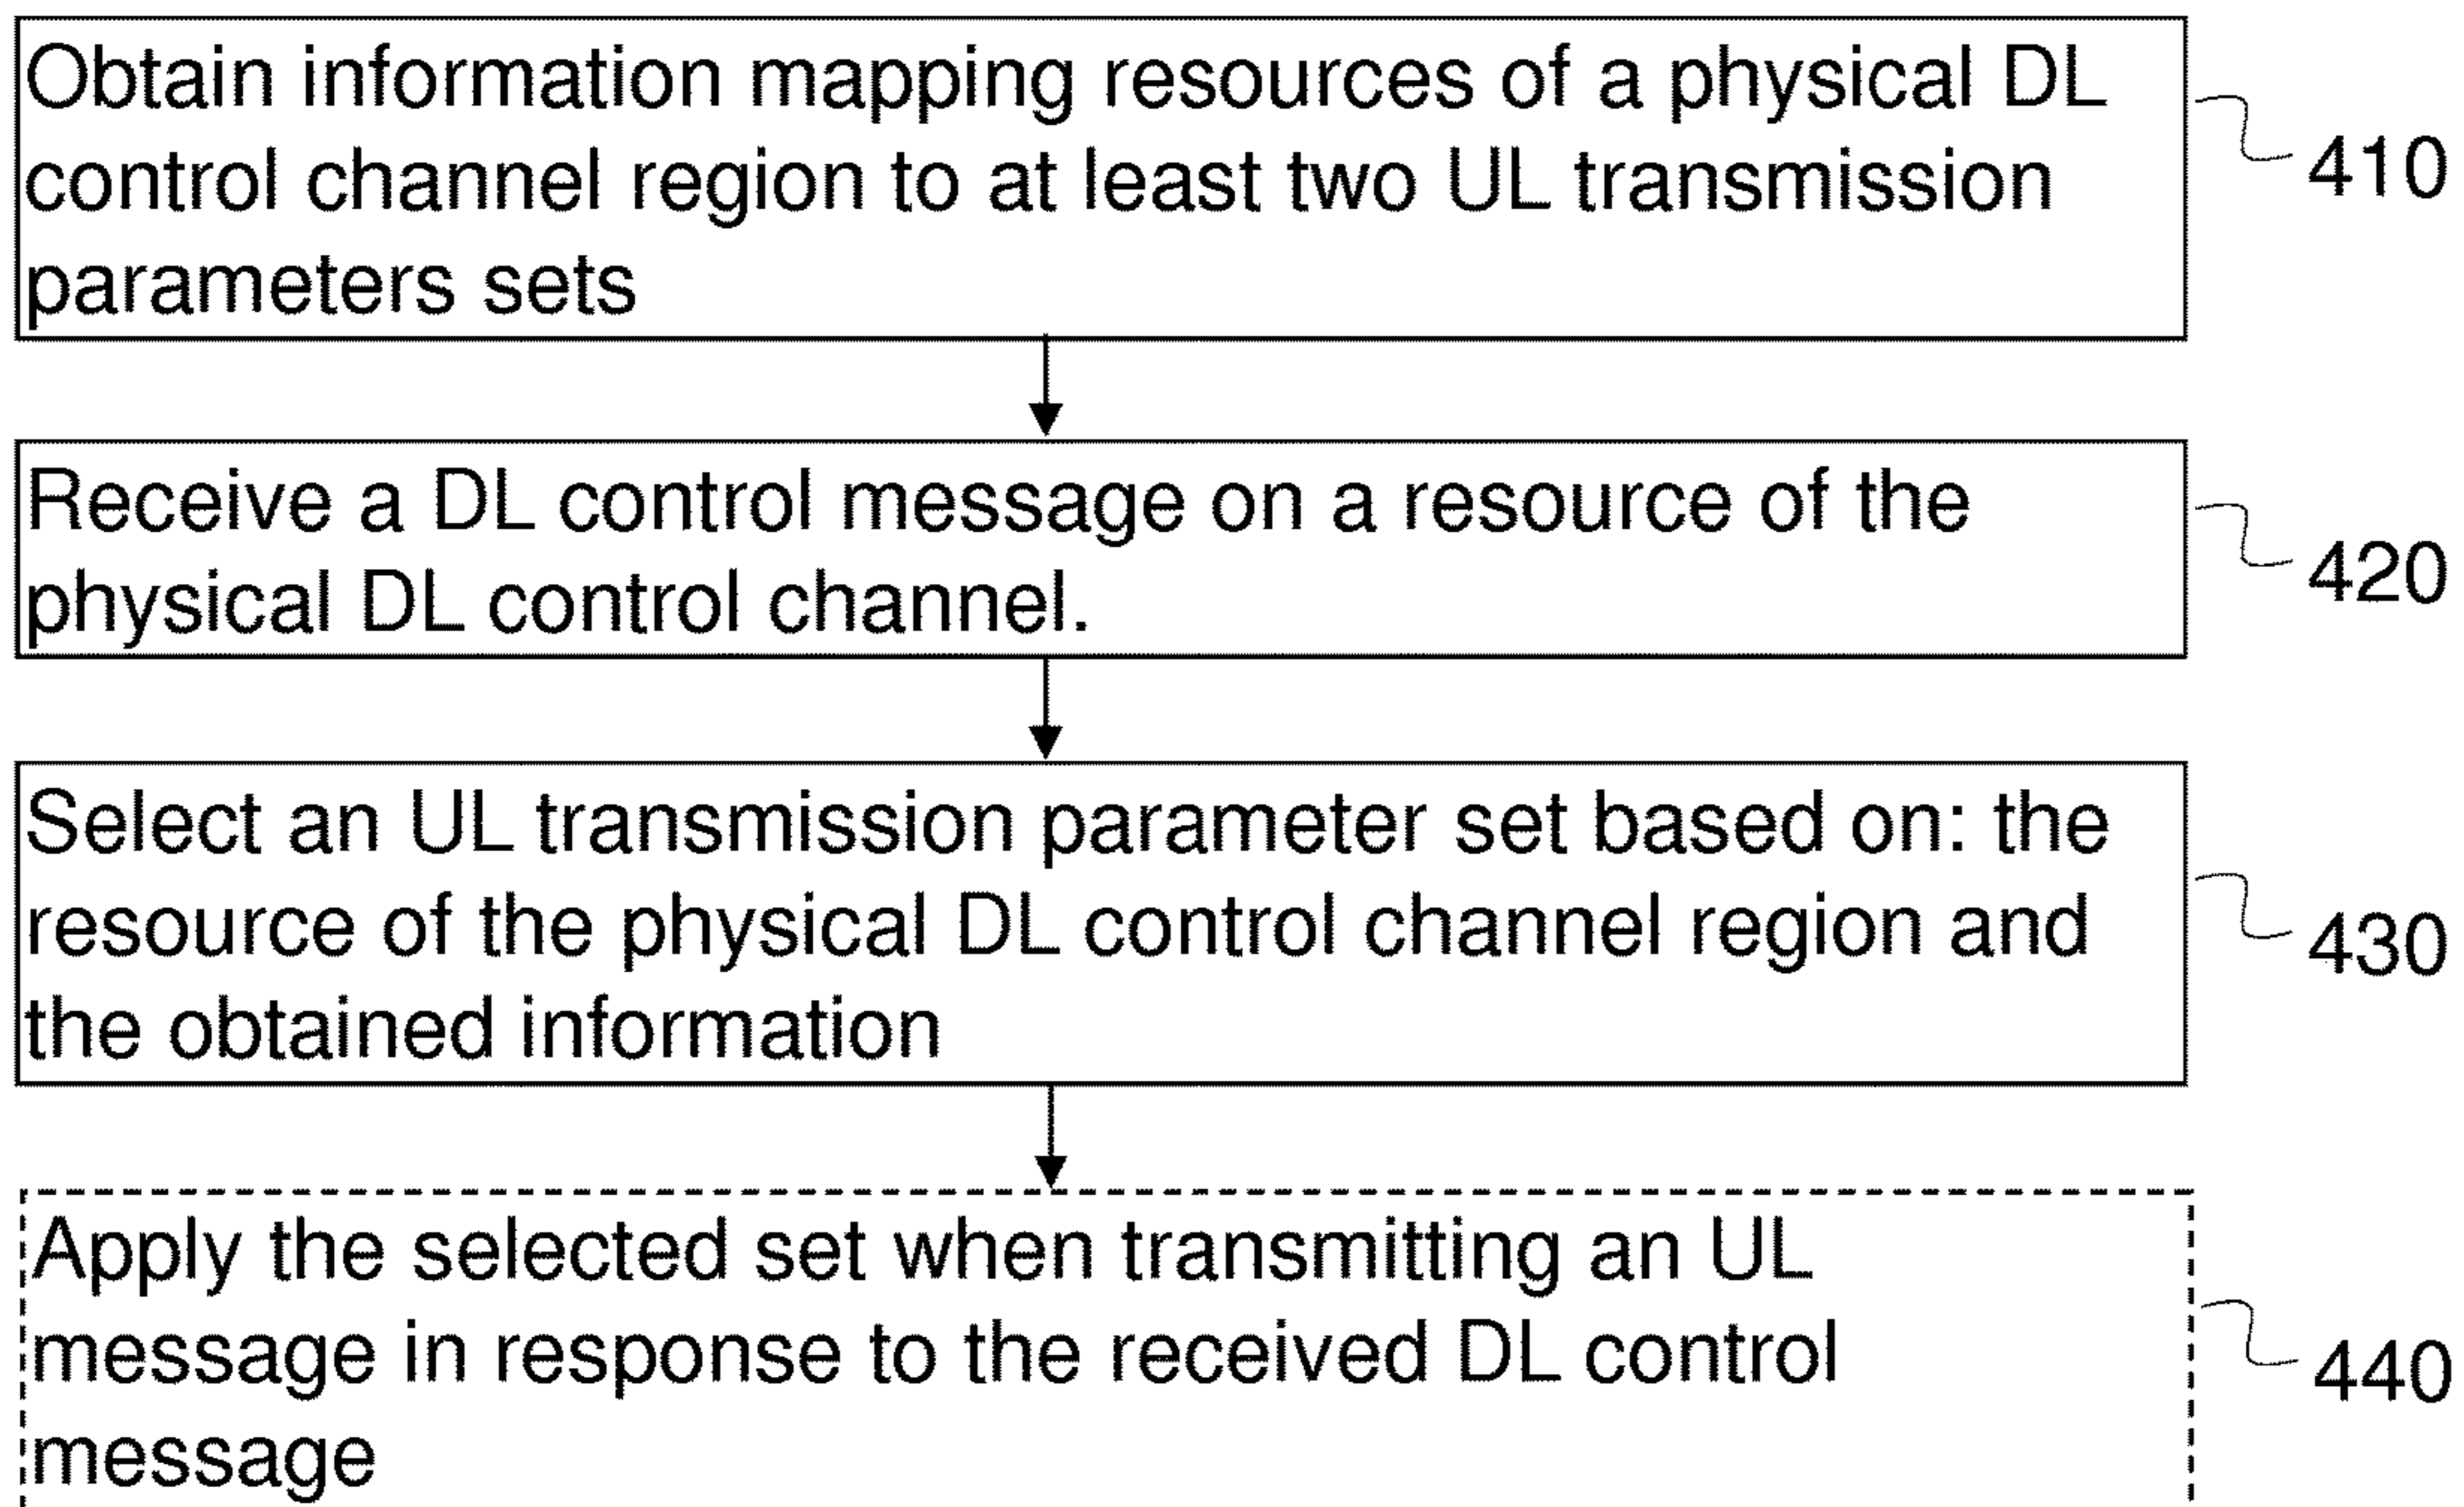 Obtain information mapping resources of a physical DL
control channel region to at least two UL transmission
parameters sets
410
Receive a DL control message on a resource of the
physical DL control channel.
420
Select an UL transmission parameter set based on: the
resource of the physical DL control channel region and
the obtained information
430
Apply the selected set when transmitting an UL
message in response to the received DL control
message
440